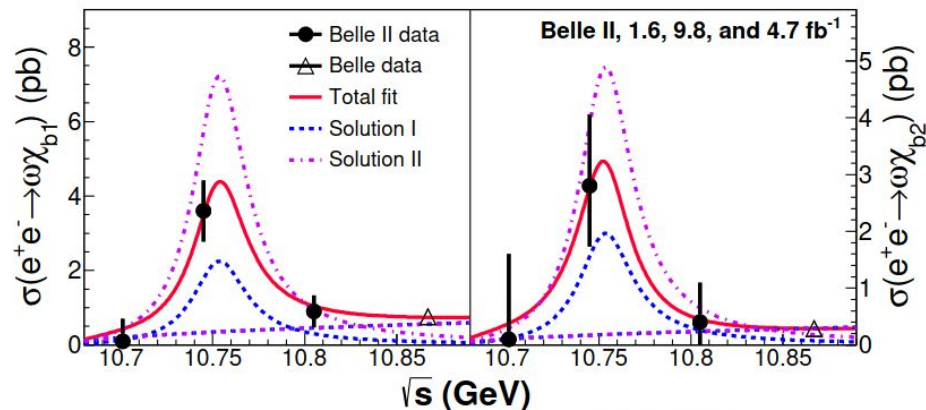 Belle II, 1.6, 9.8, and 4.7 fb⁻¹
Belle II data
Belle data
Total fit
Solution I
Solution II
σ(e⁺e⁻→ωχb1) (pb)
8
6
4
2
0
σ(e⁺e⁻→ωχb2) (pb)
5
4
3
2
1
0
10.7 10.75 10.8 10.85 10.7 10.75 10.8 10.85
√s (GeV)